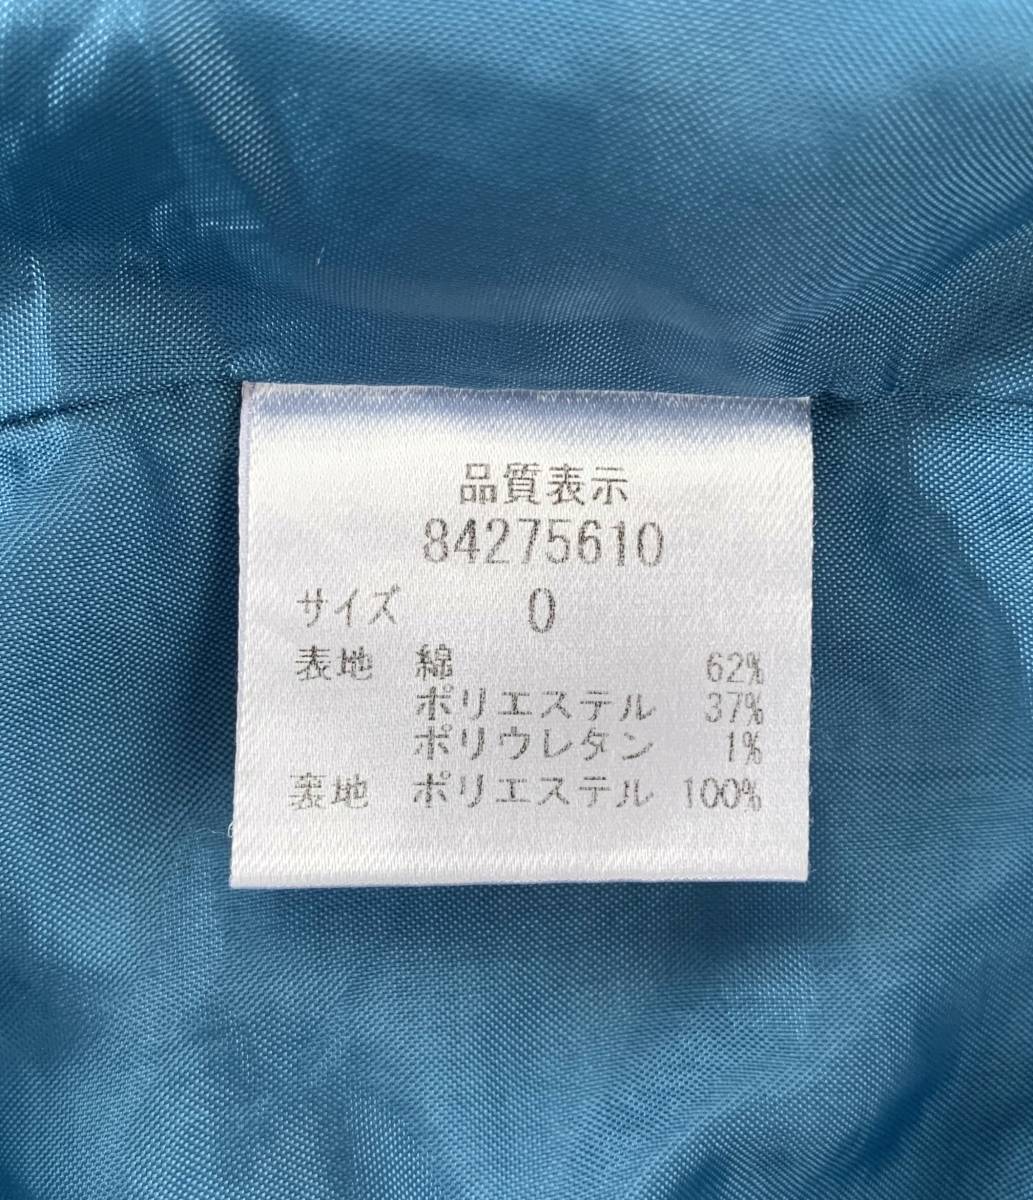 品質表示
84275610
サイズ 0
表地 綿 62%
ポリエステル 37%
ポリウレタン 1%
裏地 ポリエステル 100%